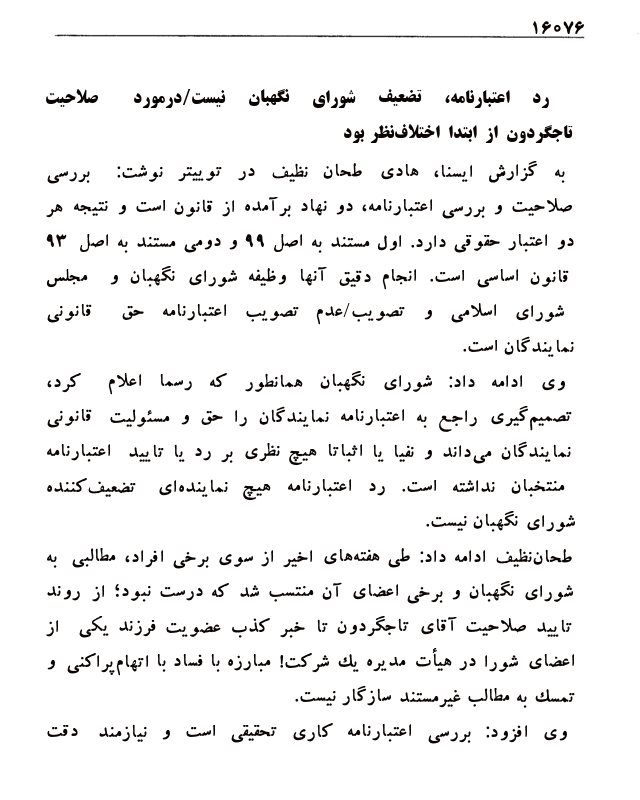 ۱۶۰۷۶
رد اعتبارنامه، تضعیف شورای نگهبان نیست/درمورد صلاحیت
تاجگردون از ابتدا اختلاف‌نظر بود
به گزارش ایسنا، هادی طحان نظیف در توییتر نوشت: بررسی
صلاحیت و بررسی اعتبارنامه، دو نهاد برآمده از قانون است و نتیجه هر
دو اعتبار حقوقی دارد. اول مستند به اصل ۹۹ و دومی مستند به اصل ۹۳
قانون اساسی است. انجام دقیق آنها وظیفه شورای نگهبان و مجلس
شورای اسلامی و تصویب/عدم تصویب اعتبارنامه حق قانونی
نمایندگان است.
وی ادامه داد: شورای نگهبان همانطور که رسما اعلام کرد،
تصمیم‌گیری راجع به اعتبارنامه نمایندگان را حق و مسئولیت قانونی
نمایندگان می‌داند و نفیا یا اثباتا هیچ نظری بر رد یا تایید اعتبارنامه
منتخبان نداشته است. رد اعتبارنامه هیچ نماینده‌ای تضعیف‌کننده
شورای نگهبان نیست.
طحان‌نظیف ادامه داد: طی هفته‌های اخیر از سوی برخی افراد، مطالبی به
شورای نگهبان و برخی اعضای آن منتسب شد که درست نبود؛ از روند
تایید صلاحیت آقای تاجگردون تا خبر کذب عضویت فرزند یکی از
اعضای شورا در هیأت مدیره یك شرکت! مبارزه با فساد با اتهام‌پراکنی و
تمسك به مطالب غیرمستند سازگار نیست.
وی افزود: بررسی اعتبارنامه کاری تحقیقی است و نیازمند دقت